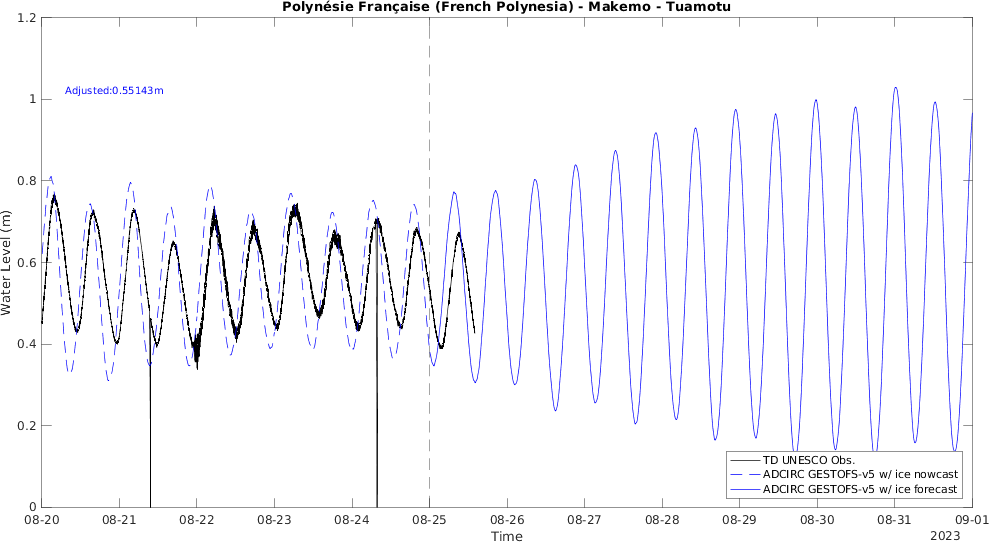 Polynésie Française (French Polynesia) - Makemo - Tuamotu
1.2
1
0.8
0.6
0.4
0.2
0
Water Level (m)
Adjusted:0.55143m
TD UNESCO Obs.
ADCIRC GESTOFS-v5 w/ ice nowcast
ADCIRC GESTOFS-v5 w/ ice forecast
08-20 08-21 08-22 08-23 08-24 08-25 08-26 08-27 08-28 08-29 08-30 08-31 09-01
Time
2023